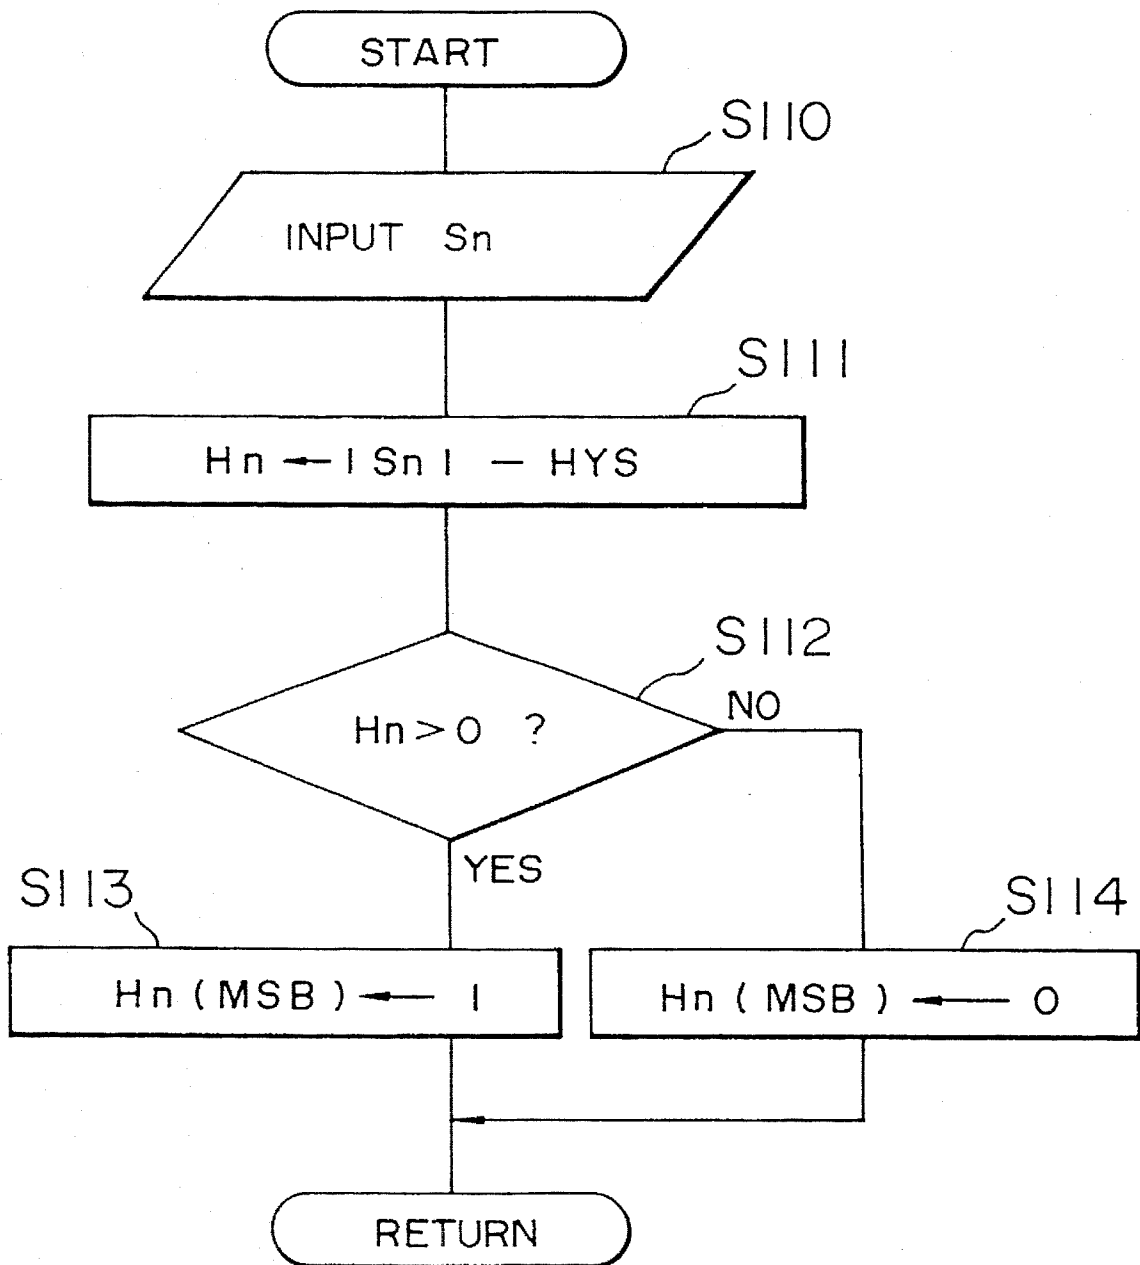 START
S110
INPUT Sn
S111
Hn ← | Sn | − HYS
S112
Hn > 0 ?
NO
YES
S113
S114
Hn ( MSB ) ← 1
Hn ( MSB ) ← 0
RETURN